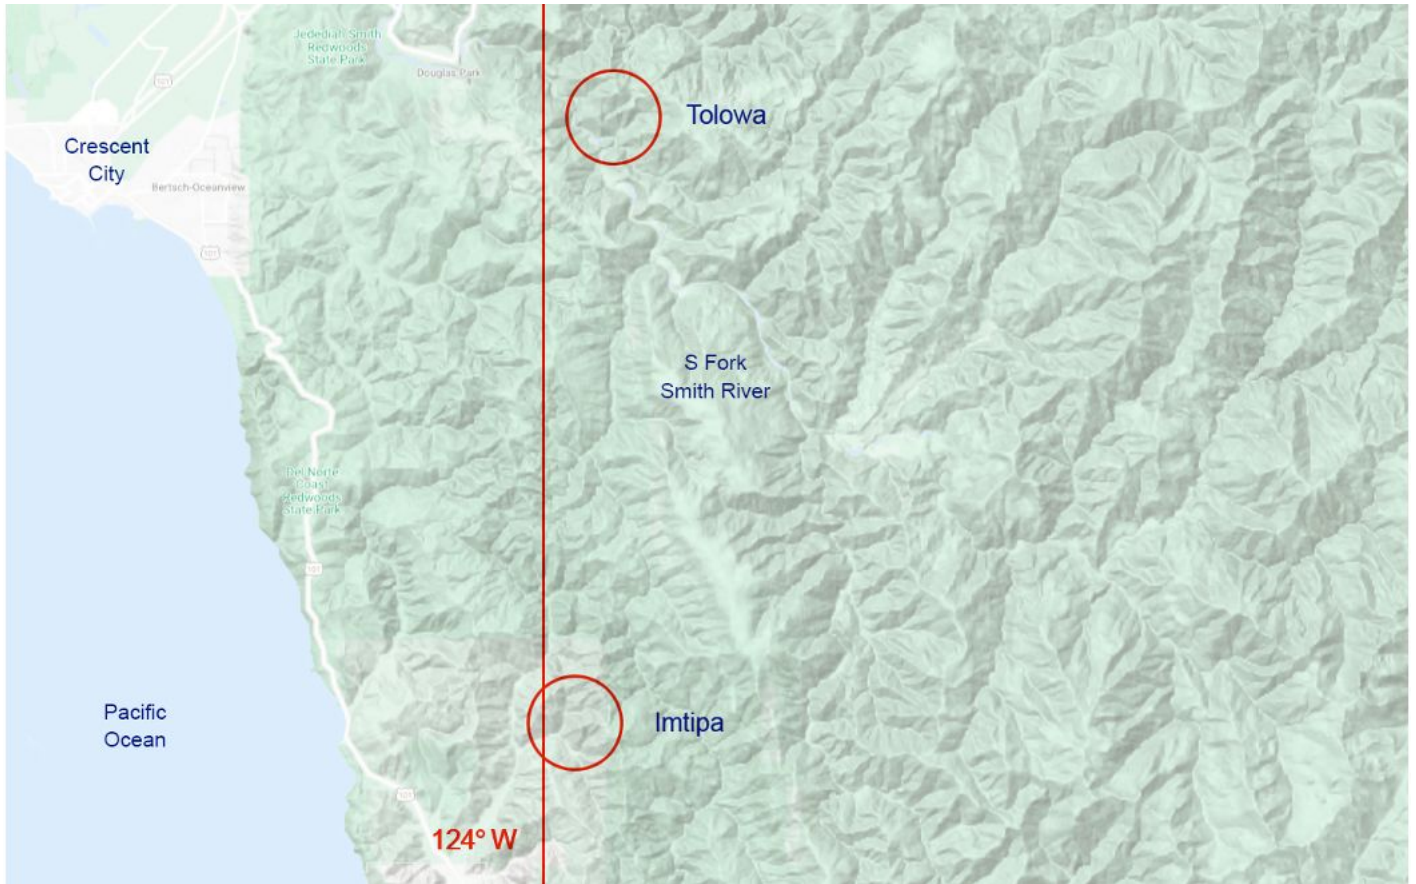 Jedediah Smith
Redwoods
State Park
Douglas Park
101
Tolowa
Crescent
City
Bertsch-Oceanview
101
S Fork
Smith River
Del Norte
Coast
Redwoods
State Park
101
Pacific
Ocean
Imtipa
101
124° W